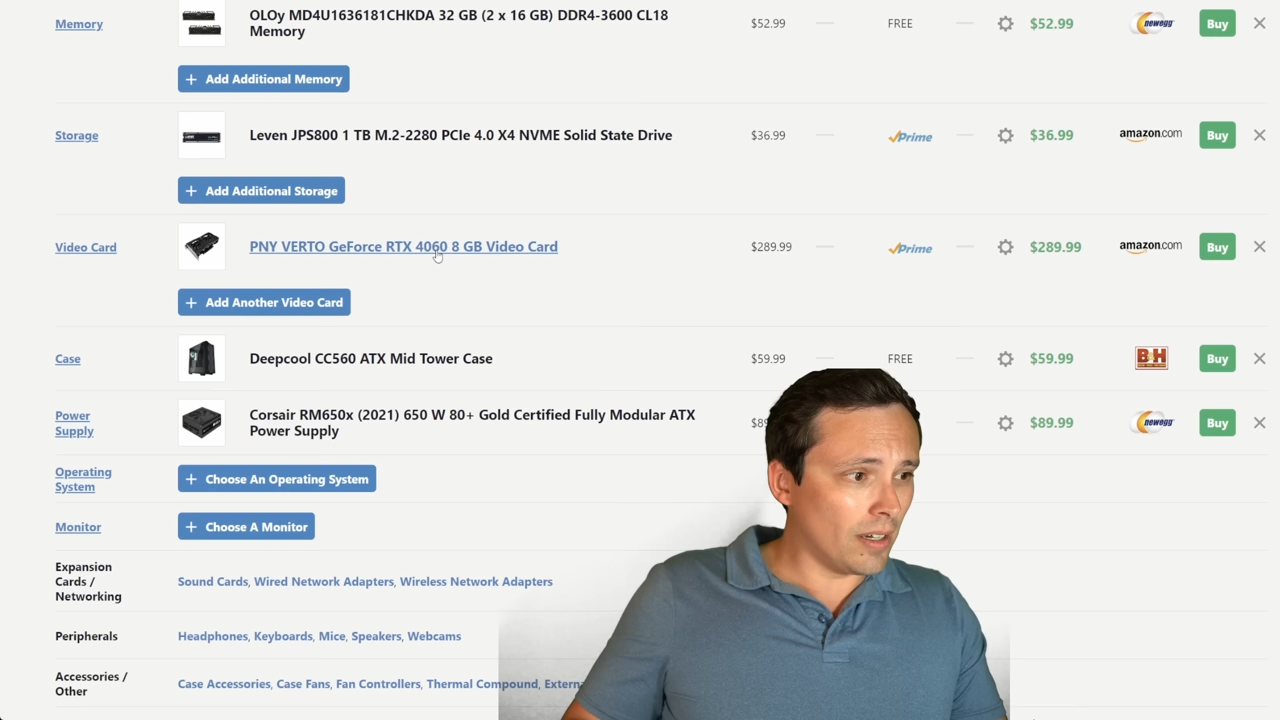 Memory
OLOy MD4U1636181CHKDA 32 GB (2 x 16 GB) DDR4-3600 CL18
Memory
$52.99
FREE
$52.99
newegg
Buy
+ Add Additional Memory
Storage
Leven JPS800 1 TB M.2-2280 PCIe 4.0 X4 NVME Solid State Drive
$36.99
Prime
$36.99
amazon.com
Buy
+ Add Additional Storage
Video Card
PNY VERTO GeForce RTX 4060 8 GB Video Card
$289.99
Prime
$289.99
amazon.com
Buy
+ Add Another Video Card
Case
Deepcool CC560 ATX Mid Tower Case
$59.99
FREE
$59.99
B&H
Buy
Power
Supply
Corsair RM650x (2021) 650 W 80+ Gold Certified Fully Modular ATX
Power Supply
$89.99
newegg
Buy
Operating
System
+ Choose An Operating System
Monitor
+ Choose A Monitor
Expansion
Cards /
Networking
Sound Cards, Wired Network Adapters, Wireless Network Adapters
Peripherals
Headphones, Keyboards, Mice, Speakers, Webcams
Accessories /
Other
Case Accessories, Case Fans, Fan Controllers, Thermal Compound,